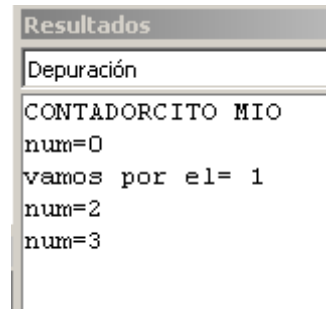 Resultados
Depuración
CONTADORCITO MIO
num=0
vamos por el= 1
num=2
num=3